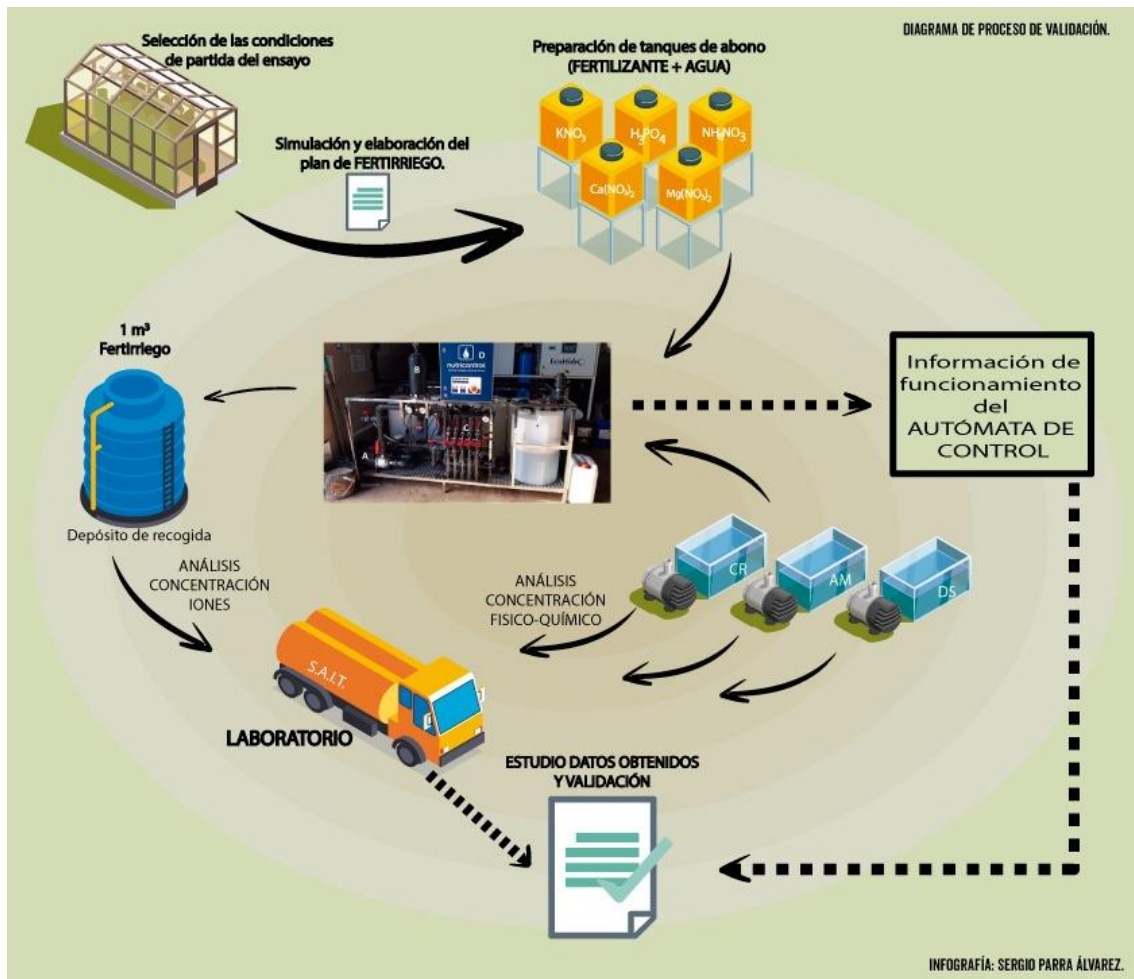 DIAGRAMA DE PROCESO DE VALIDACIÓN.
Selección de las condiciones
de partida del ensayo
Preparación de tanques de abono
(FERTILIZANTE + AGUA)
KNO₃
H₃PO₄
NH₄NO₃
Ca(NO₃)₂
Mg(NO₃)₂
Simulación y elaboración del
plan de FERTIRRIEGO.
1 m³
Fertirriego
Depósito de recogida
A
B
C
D
nutricontrol
Información de
funcionamiento
del
AUTÓMATA DE
CONTROL
CR
AM
DS
ANÁLISIS
CONCENTRACIÓN
IONES
ANÁLISIS
CONCENTRACIÓN
FISICO-QUÍMICO
S.A.I.T.
LABORATORIO
ESTUDIO DATOS OBTENIDOS
Y VALIDACIÓN
INFOGRAFÍA: SERGIO PARRA ÁLVAREZ.